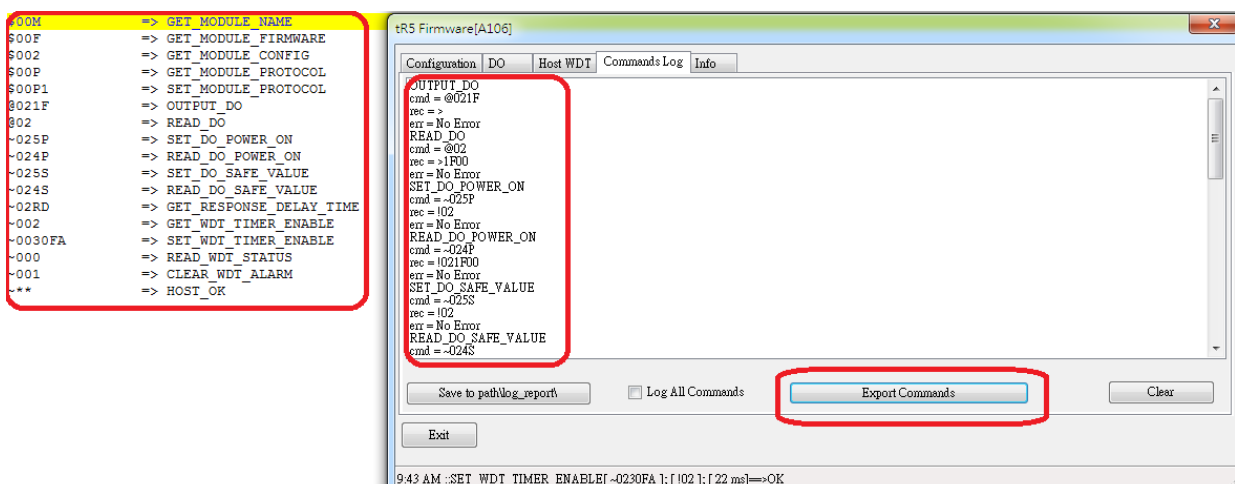 $00M => GET_MODULE_NAME
$00F => GET_MODULE_FIRMWARE
$002 => GET_MODULE_CONFIG
$00P => GET_MODULE_PROTOCOL
$00P1 => SET_MODULE_PROTOCOL
@021F => OUTPUT_DO
@02 => READ_DO
~025P => SET_DO_POWER_ON
~024P => READ_DO_POWER_ON
~025S => SET_DO_SAFE_VALUE
~024S => READ_DO_SAFE_VALUE
~02RD => GET_RESPONSE_DELAY_TIME
~002 => GET_WDT_TIMER_ENABLE
~0030FA => SET_WDT_TIMER_ENABLE
~000 => READ_WDT_STATUS
~001 => CLEAR_WDT_ALARM
~** => HOST_OK
tR5 Firmware[A106]
Configuration DO Host WDT Commands Log Info
OUTPUT_DO
cmd = @021F
rec = >
err = No Error
READ_DO
cmd = @02
rec = >1F00
err = No Error
SET_DO_POWER_ON
cmd = ~025P
rec = !02
err = No Error
READ_DO_POWER_ON
cmd = ~024P
rec = !021F00
err = No Error
SET_DO_SAFE_VALUE
cmd = ~025S
rec = !02
err = No Error
READ_DO_SAFE_VALUE
cmd = ~024S
Save to path\log_report\ Log All Commands Export Commands Clear
Exit
9:43 AM ::SET_WDT_TIMER_ENABLE[ ~0230FA ]; [ !02 ]; [ 22 ms]==>OK